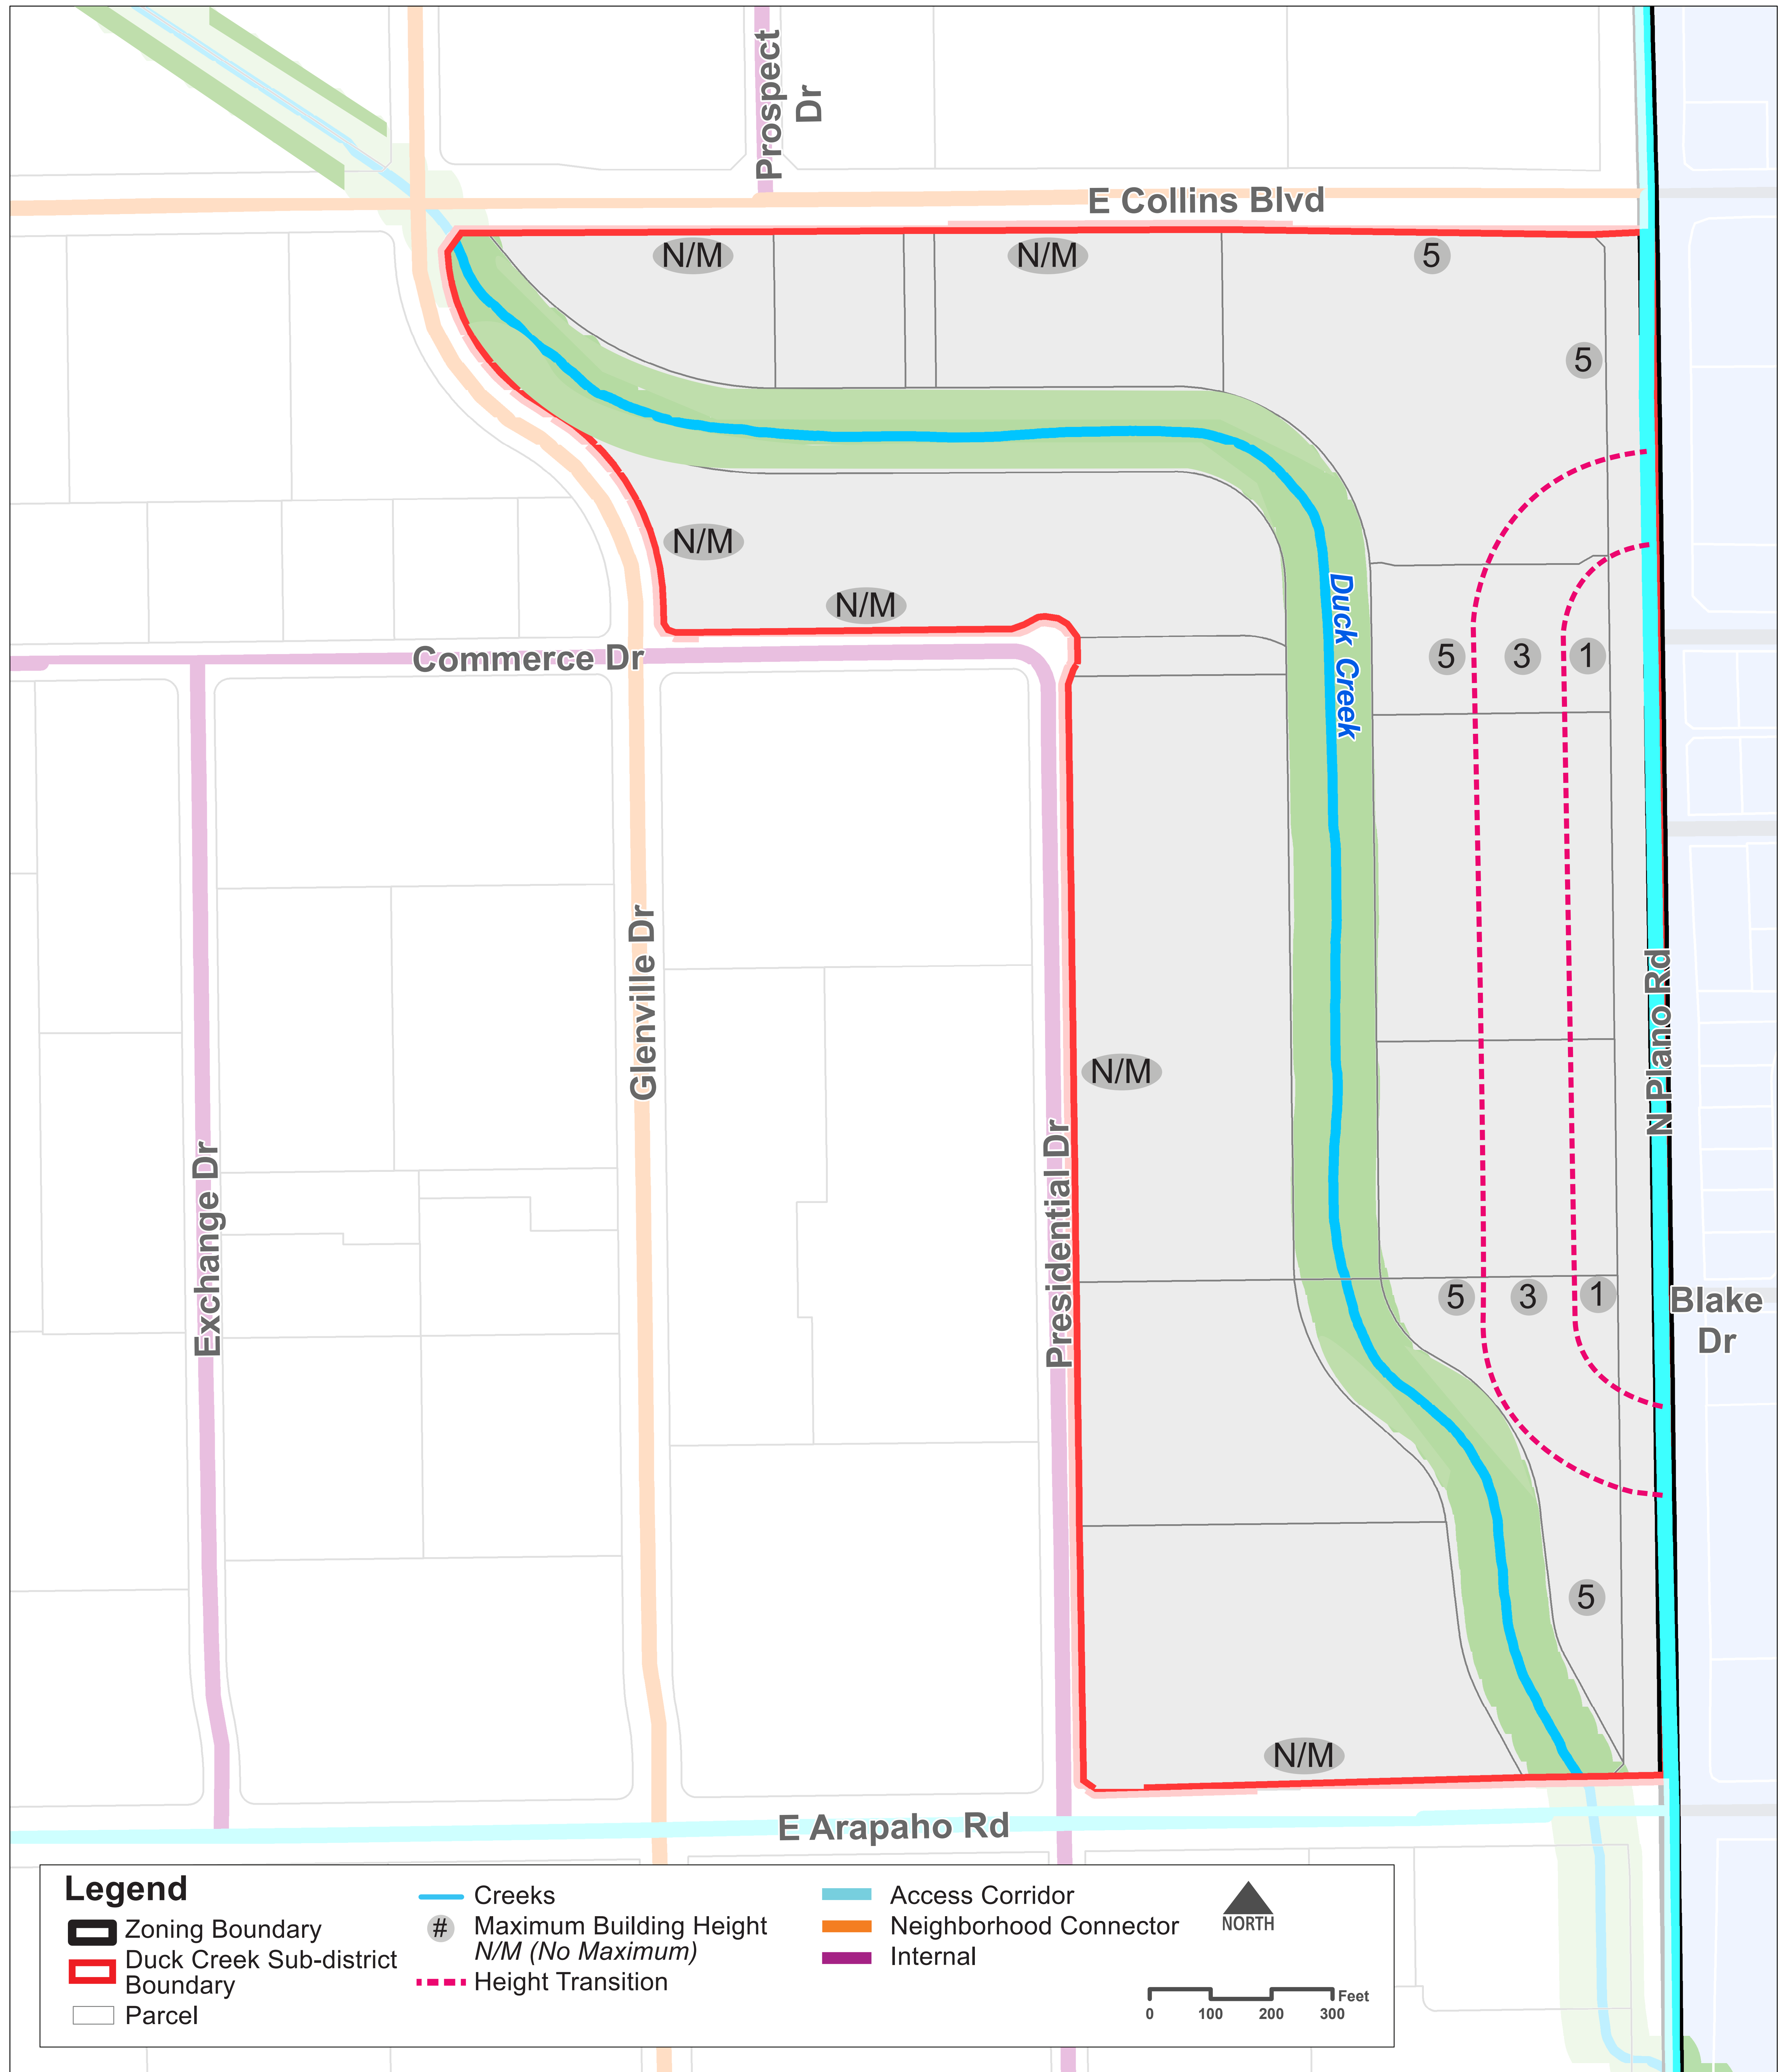 Prospect
Dr
E Collins Blvd
N/M
N/M
5
5
N/M
N/M
Commerce Dr
Duck Creek
5
3
1
Glenville Dr
N Plano Rd
N/M
Exchange Dr
Presidential Dr
5
3
1
Blake
Dr
5
N/M
E Arapaho Rd
Legend
Zoning Boundary
Duck Creek Sub-district
Boundary
Parcel
Creeks
#
Maximum Building Height
N/M (No Maximum)
Height Transition
Access Corridor
Neighborhood Connector
Internal
NORTH
Feet
0 100 200 300